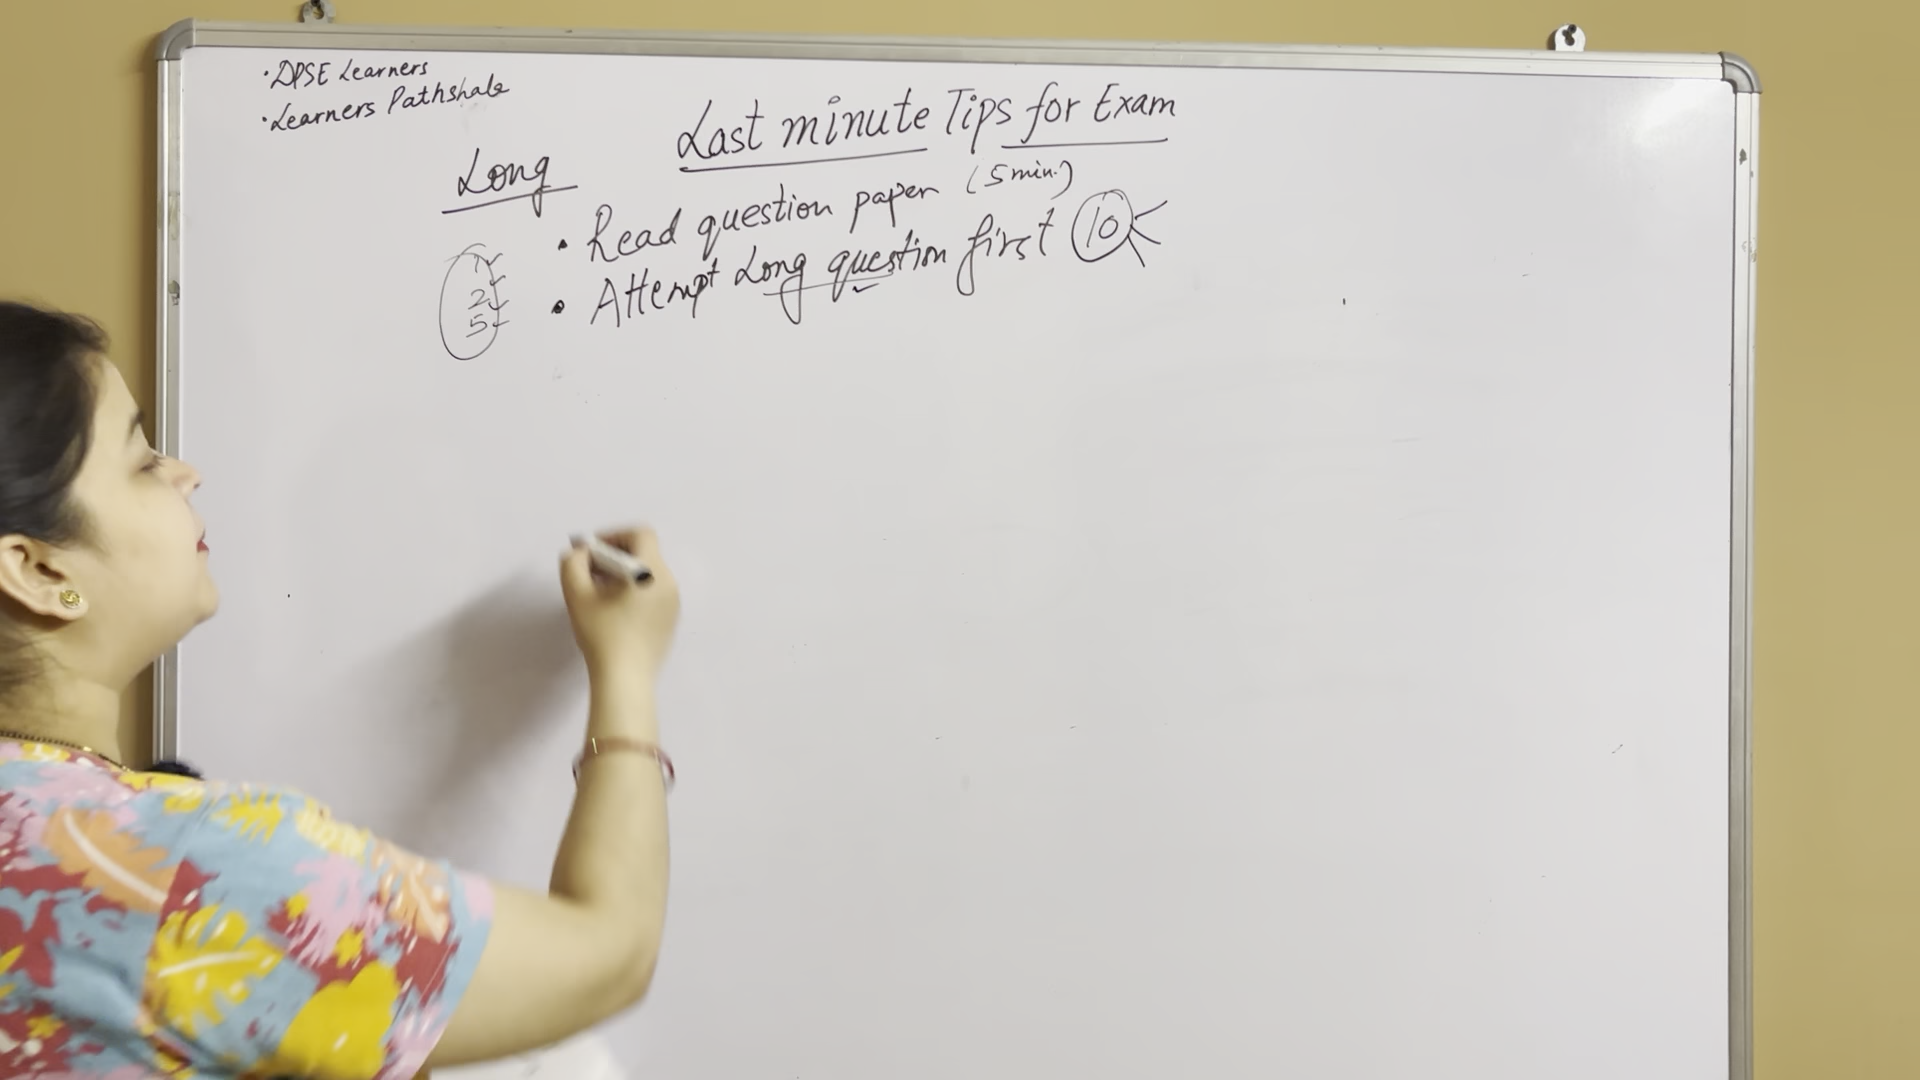 ·DPSE Learners
·Learners Pathshala
Last minute Tips for Exam
Long
• Read question paper (5 min.)
• Attempt Long question first 10
1
2
5